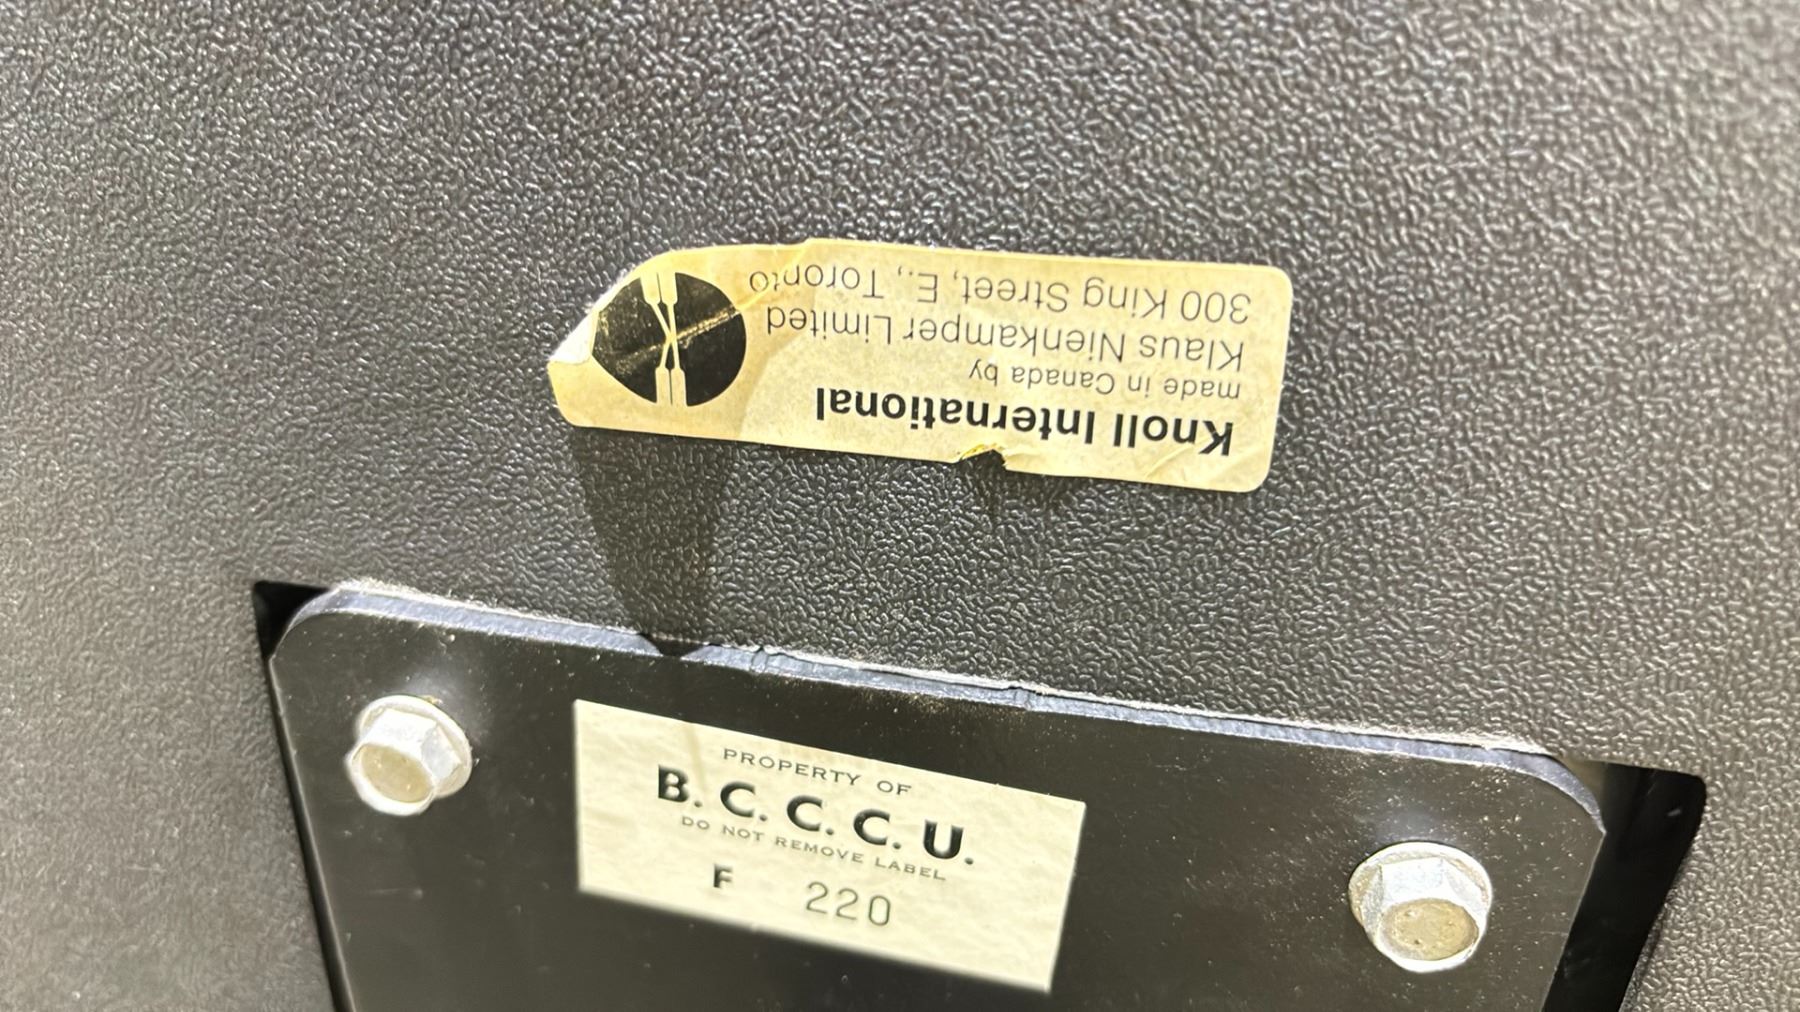 Knoll International
made in Canada by
Klaus Nienkamper Limited
300 King Street, E., Toronto
PROPERTY OF
B. C. C. C. U.
DO NOT REMOVE LABEL
F 220